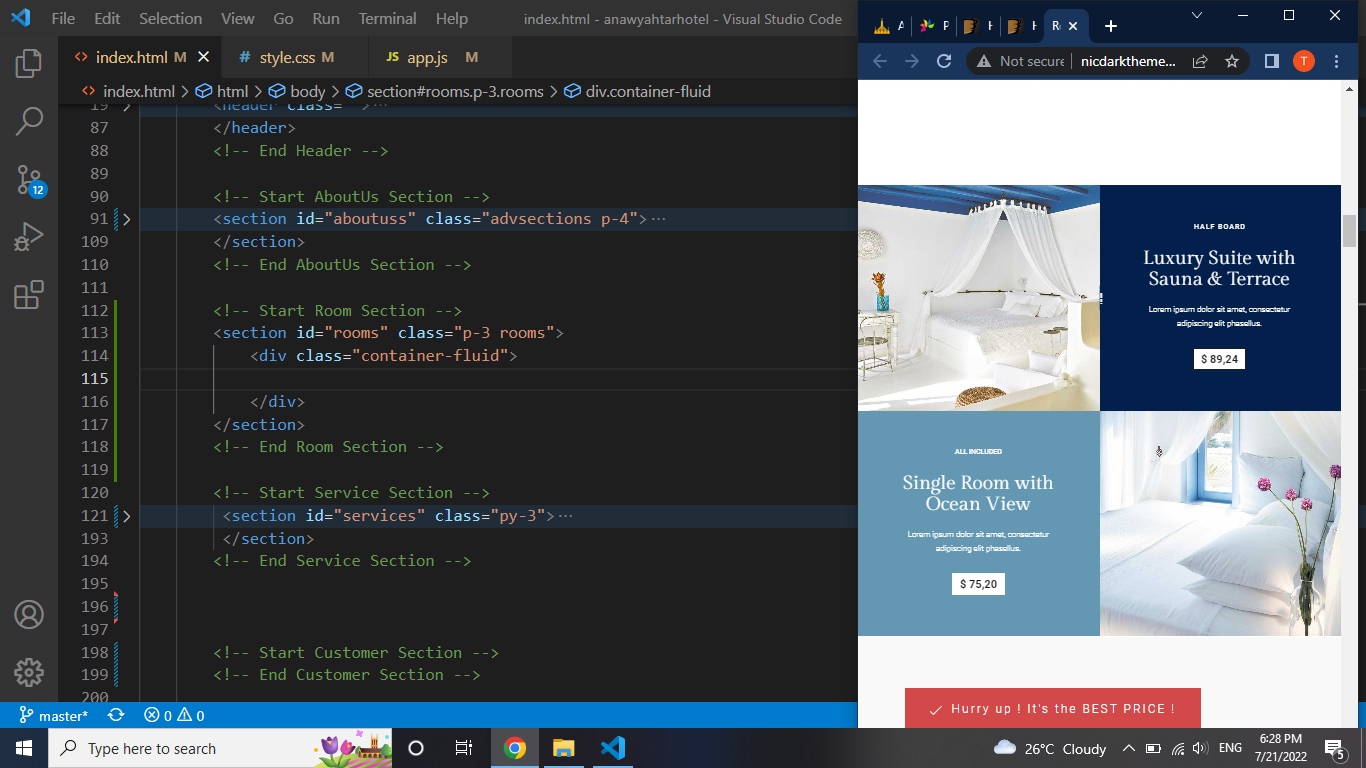 File Edit Selection View Go Run Terminal Help index.html - anawyahtarhotel - Visual Studio Code
index.html M style.css M JS app.js M
index.html > html > body > section#rooms.p-3.rooms > div.container-fluid
19 <header class="">…
87 </header>
88 <!-- End Header -->
89
90 <!-- Start AboutUs Section -->
91 <section id="aboutuss" class="advsections p-4">…
109 </section>
110 <!-- End AboutUs Section -->
111
112 <!-- Start Room Section -->
113 <section id="rooms" class="p-3 rooms">
114 <div class="container-fluid">
115
116 </div>
117 </section>
118 <!-- End Room Section -->
119
120 <!-- Start Service Section -->
121 <section id="services" class="py-3">…
193 </section>
194 <!-- End Service Section -->
195
196
197
198 <!-- Start Customer Section -->
199 <!-- End Customer Section -->
200
12
master* 0 0
Not secure nicdarktheme... T
HALF BOARD
Luxury Suite with
Sauna & Terrace
Lorem ipsum dolor sit amet, consectetur
adipiscing elit phasellus.
$ 89,24
ALL INCLUDED
Single Room with
Ocean View
Lorem ipsum dolor sit amet, consectetur
adipiscing elit phasellus.
$ 75,20
Hurry up ! It's the BEST PRICE !
Type here to search
26°C Cloudy
ENG
6:28 PM
7/21/2022
5